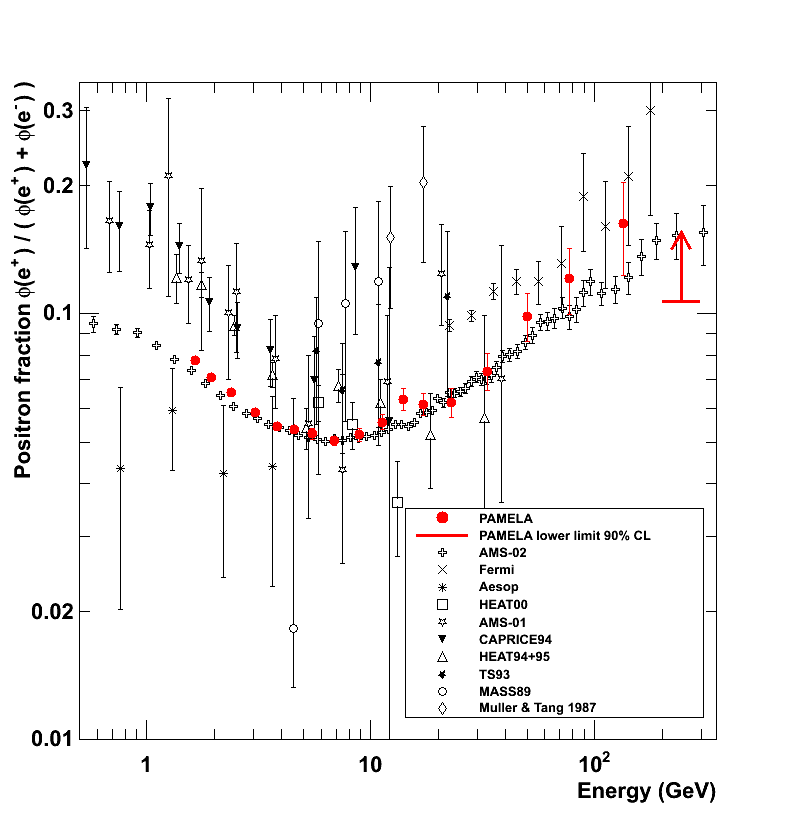 Positron fraction ϕ(e⁺) / ( ϕ(e⁺) + ϕ(e⁻) )
0.3
0.2
0.1
0.02
0.01
PAMELA
PAMELA lower limit 90% CL
AMS-02
Fermi
Aesop
HEAT00
AMS-01
CAPRICE94
HEAT94+95
TS93
MASS89
Muller & Tang 1987
1 10 10²
Energy (GeV)